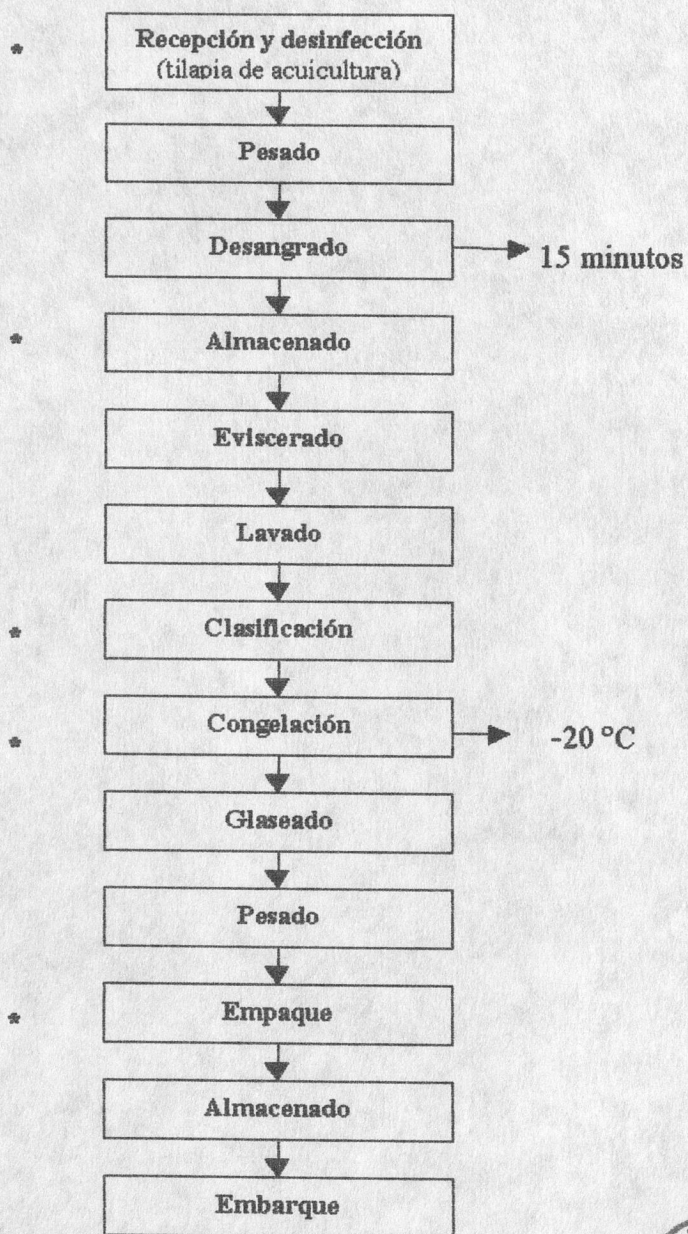 * Recepción y desinfección
(tilapia de acuicultura)
Pesado
Desangrado 15 minutos
* Almacenado
Eviscerado
Lavado
* Clasificación
* Congelación -20 °C
Glaseado
Pesado
* Empaque
Almacenado
Embarque